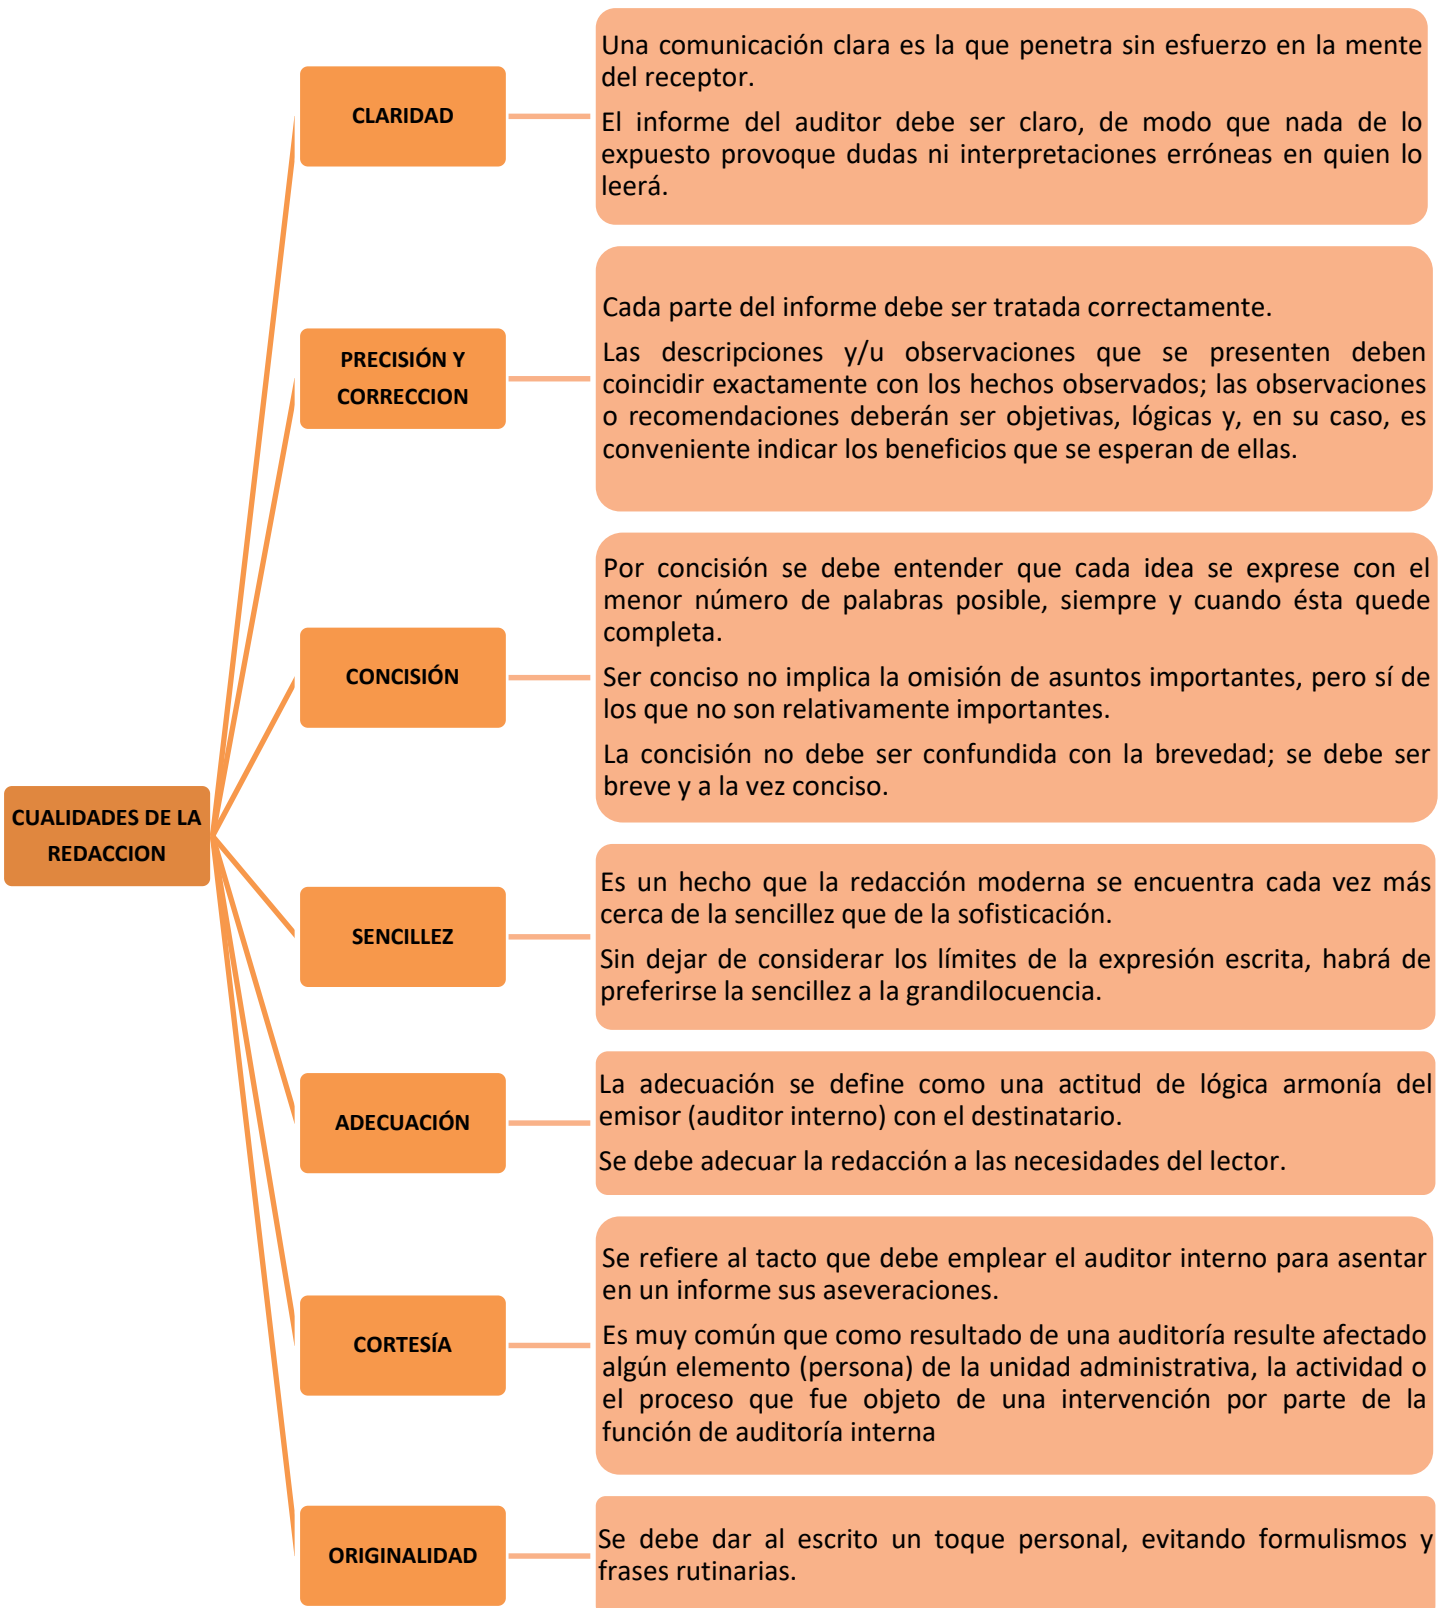 CUALIDADES DE LA
REDACCION
CLARIDAD
Una comunicación clara es la que penetra sin esfuerzo en la mente
del receptor.
El informe del auditor debe ser claro, de modo que nada de lo
expuesto provoque dudas ni interpretaciones erróneas en quien lo
leerá.
PRECISIÓN Y
CORRECCION
Cada parte del informe debe ser tratada correctamente.
Las descripciones y/u observaciones que se presenten deben
coincidir exactamente con los hechos observados; las observaciones
o recomendaciones deberán ser objetivas, lógicas y, en su caso, es
conveniente indicar los beneficios que se esperan de ellas.
CONCISIÓN
Por concisión se debe entender que cada idea se exprese con el
menor número de palabras posible, siempre y cuando ésta quede
completa.
Ser conciso no implica la omisión de asuntos importantes, pero sí de
los que no son relativamente importantes.
La concisión no debe ser confundida con la brevedad; se debe ser
breve y a la vez conciso.
SENCILLEZ
Es un hecho que la redacción moderna se encuentra cada vez más
cerca de la sencillez que de la sofisticación.
Sin dejar de considerar los límites de la expresión escrita, habrá de
preferirse la sencillez a la grandilocuencia.
ADECUACIÓN
La adecuación se define como una actitud de lógica armonía del
emisor (auditor interno) con el destinatario.
Se debe adecuar la redacción a las necesidades del lector.
CORTESÍA
Se refiere al tacto que debe emplear el auditor interno para asentar
en un informe sus aseveraciones.
Es muy común que como resultado de una auditoría resulte afectado
algún elemento (persona) de la unidad administrativa, la actividad o
el proceso que fue objeto de una intervención por parte de la
función de auditoría interna
ORIGINALIDAD
Se debe dar al escrito un toque personal, evitando formulismos y
frases rutinarias.